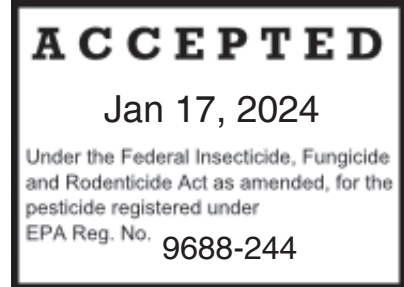 ACCEPTED
Jan 17, 2024
Under the Federal Insecticide, Fungicide
and Rodenticide Act as amended, for the
pesticide registered under
EPA Reg. No. 9688-244